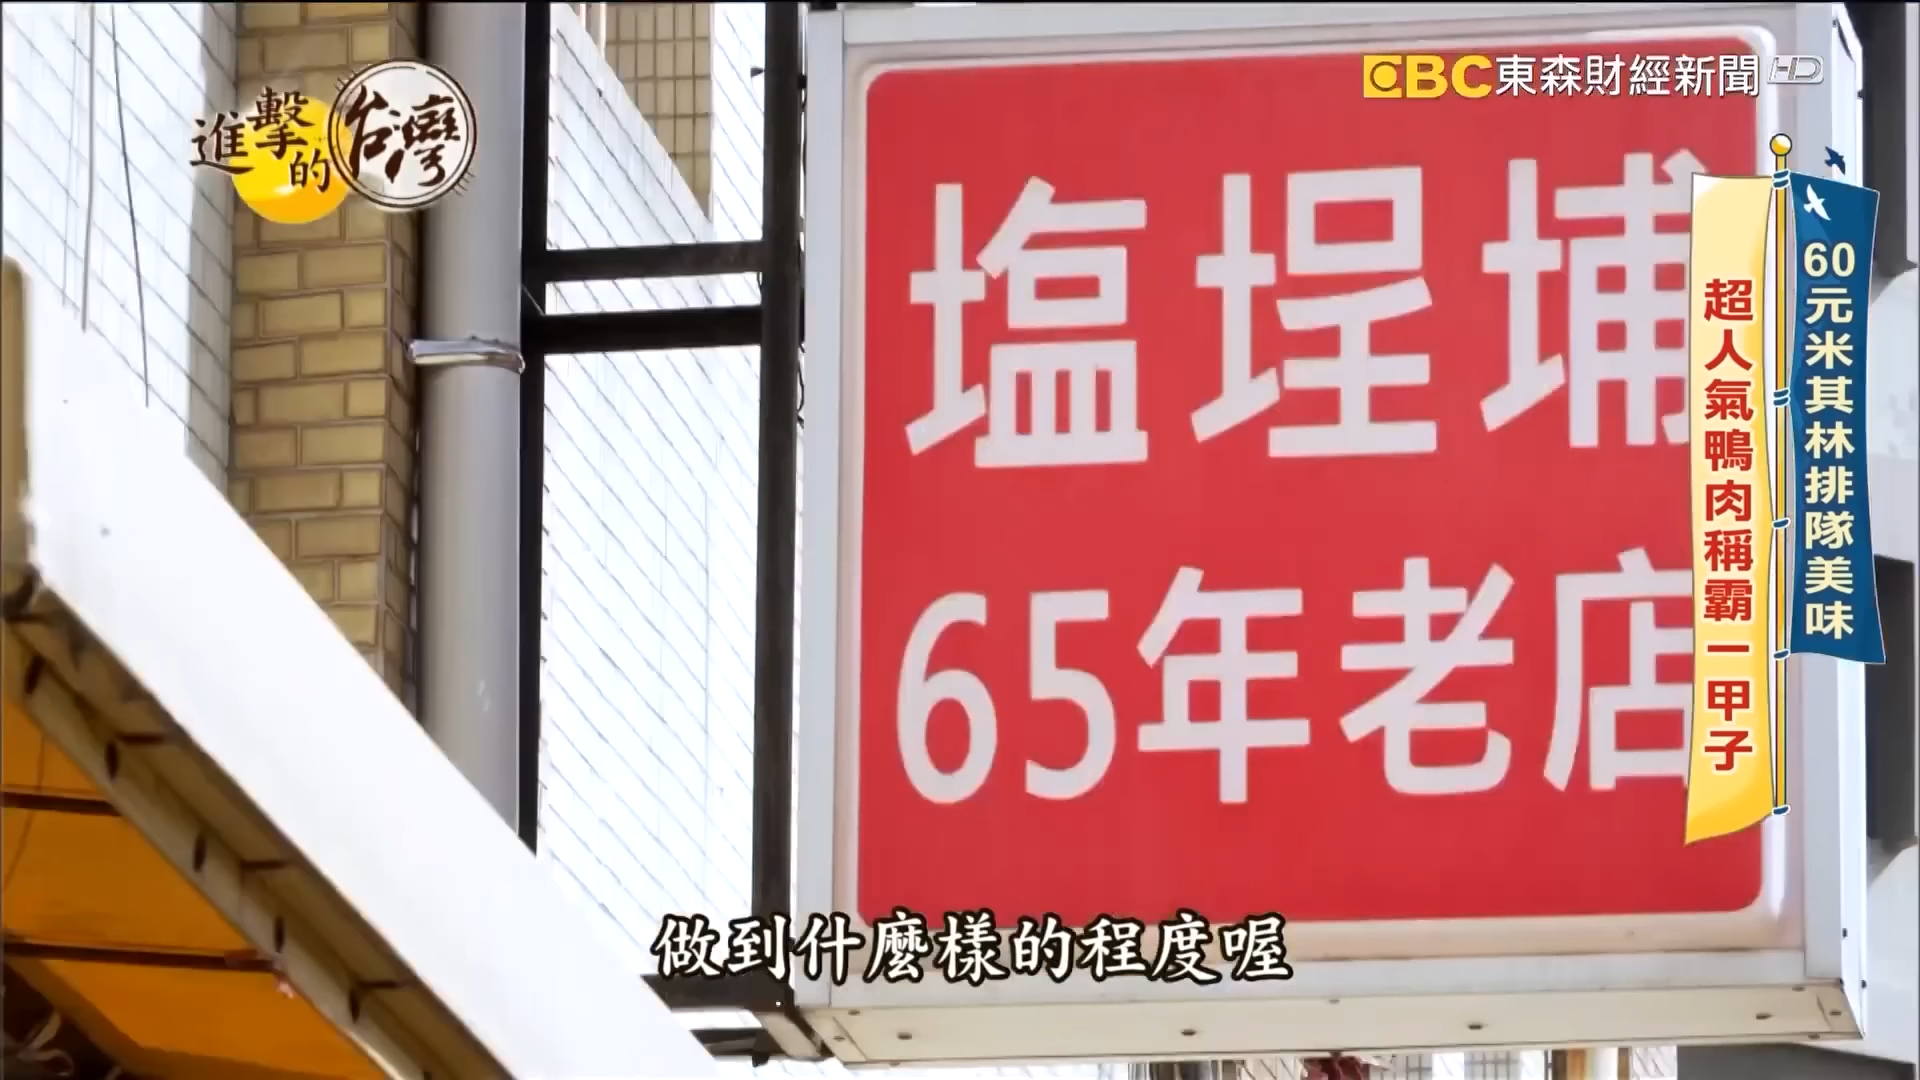 進擊的台灣
EBC東森財經新聞HD
塩埕埔
65年老店
60元米其林排隊美味
超人氣鴨肉稱霸一甲子
做到什麼樣的程度喔